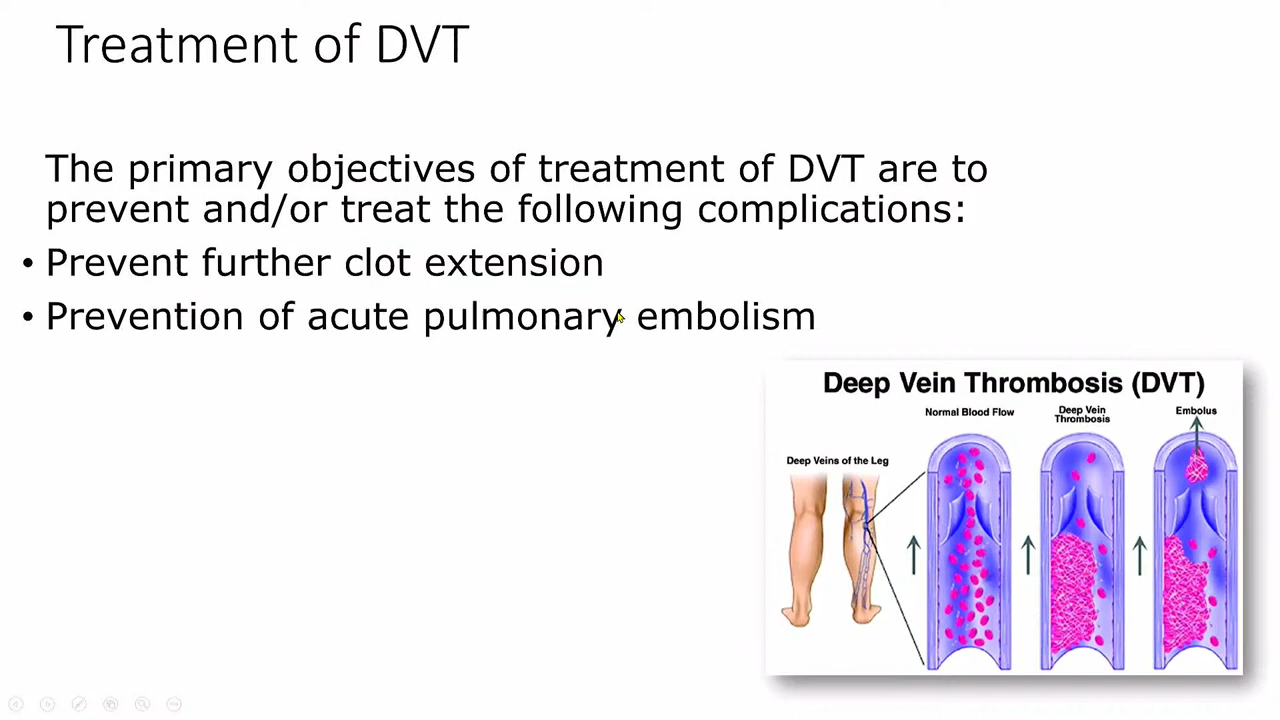 Treatment of DVT
The primary objectives of treatment of DVT are to
prevent and/or treat the following complications:
• Prevent further clot extension
• Prevention of acute pulmonary embolism
Deep Vein Thrombosis (DVT)
Normal Blood Flow
Deep Vein
Thrombosis
Embolus
Deep Veins of the Leg